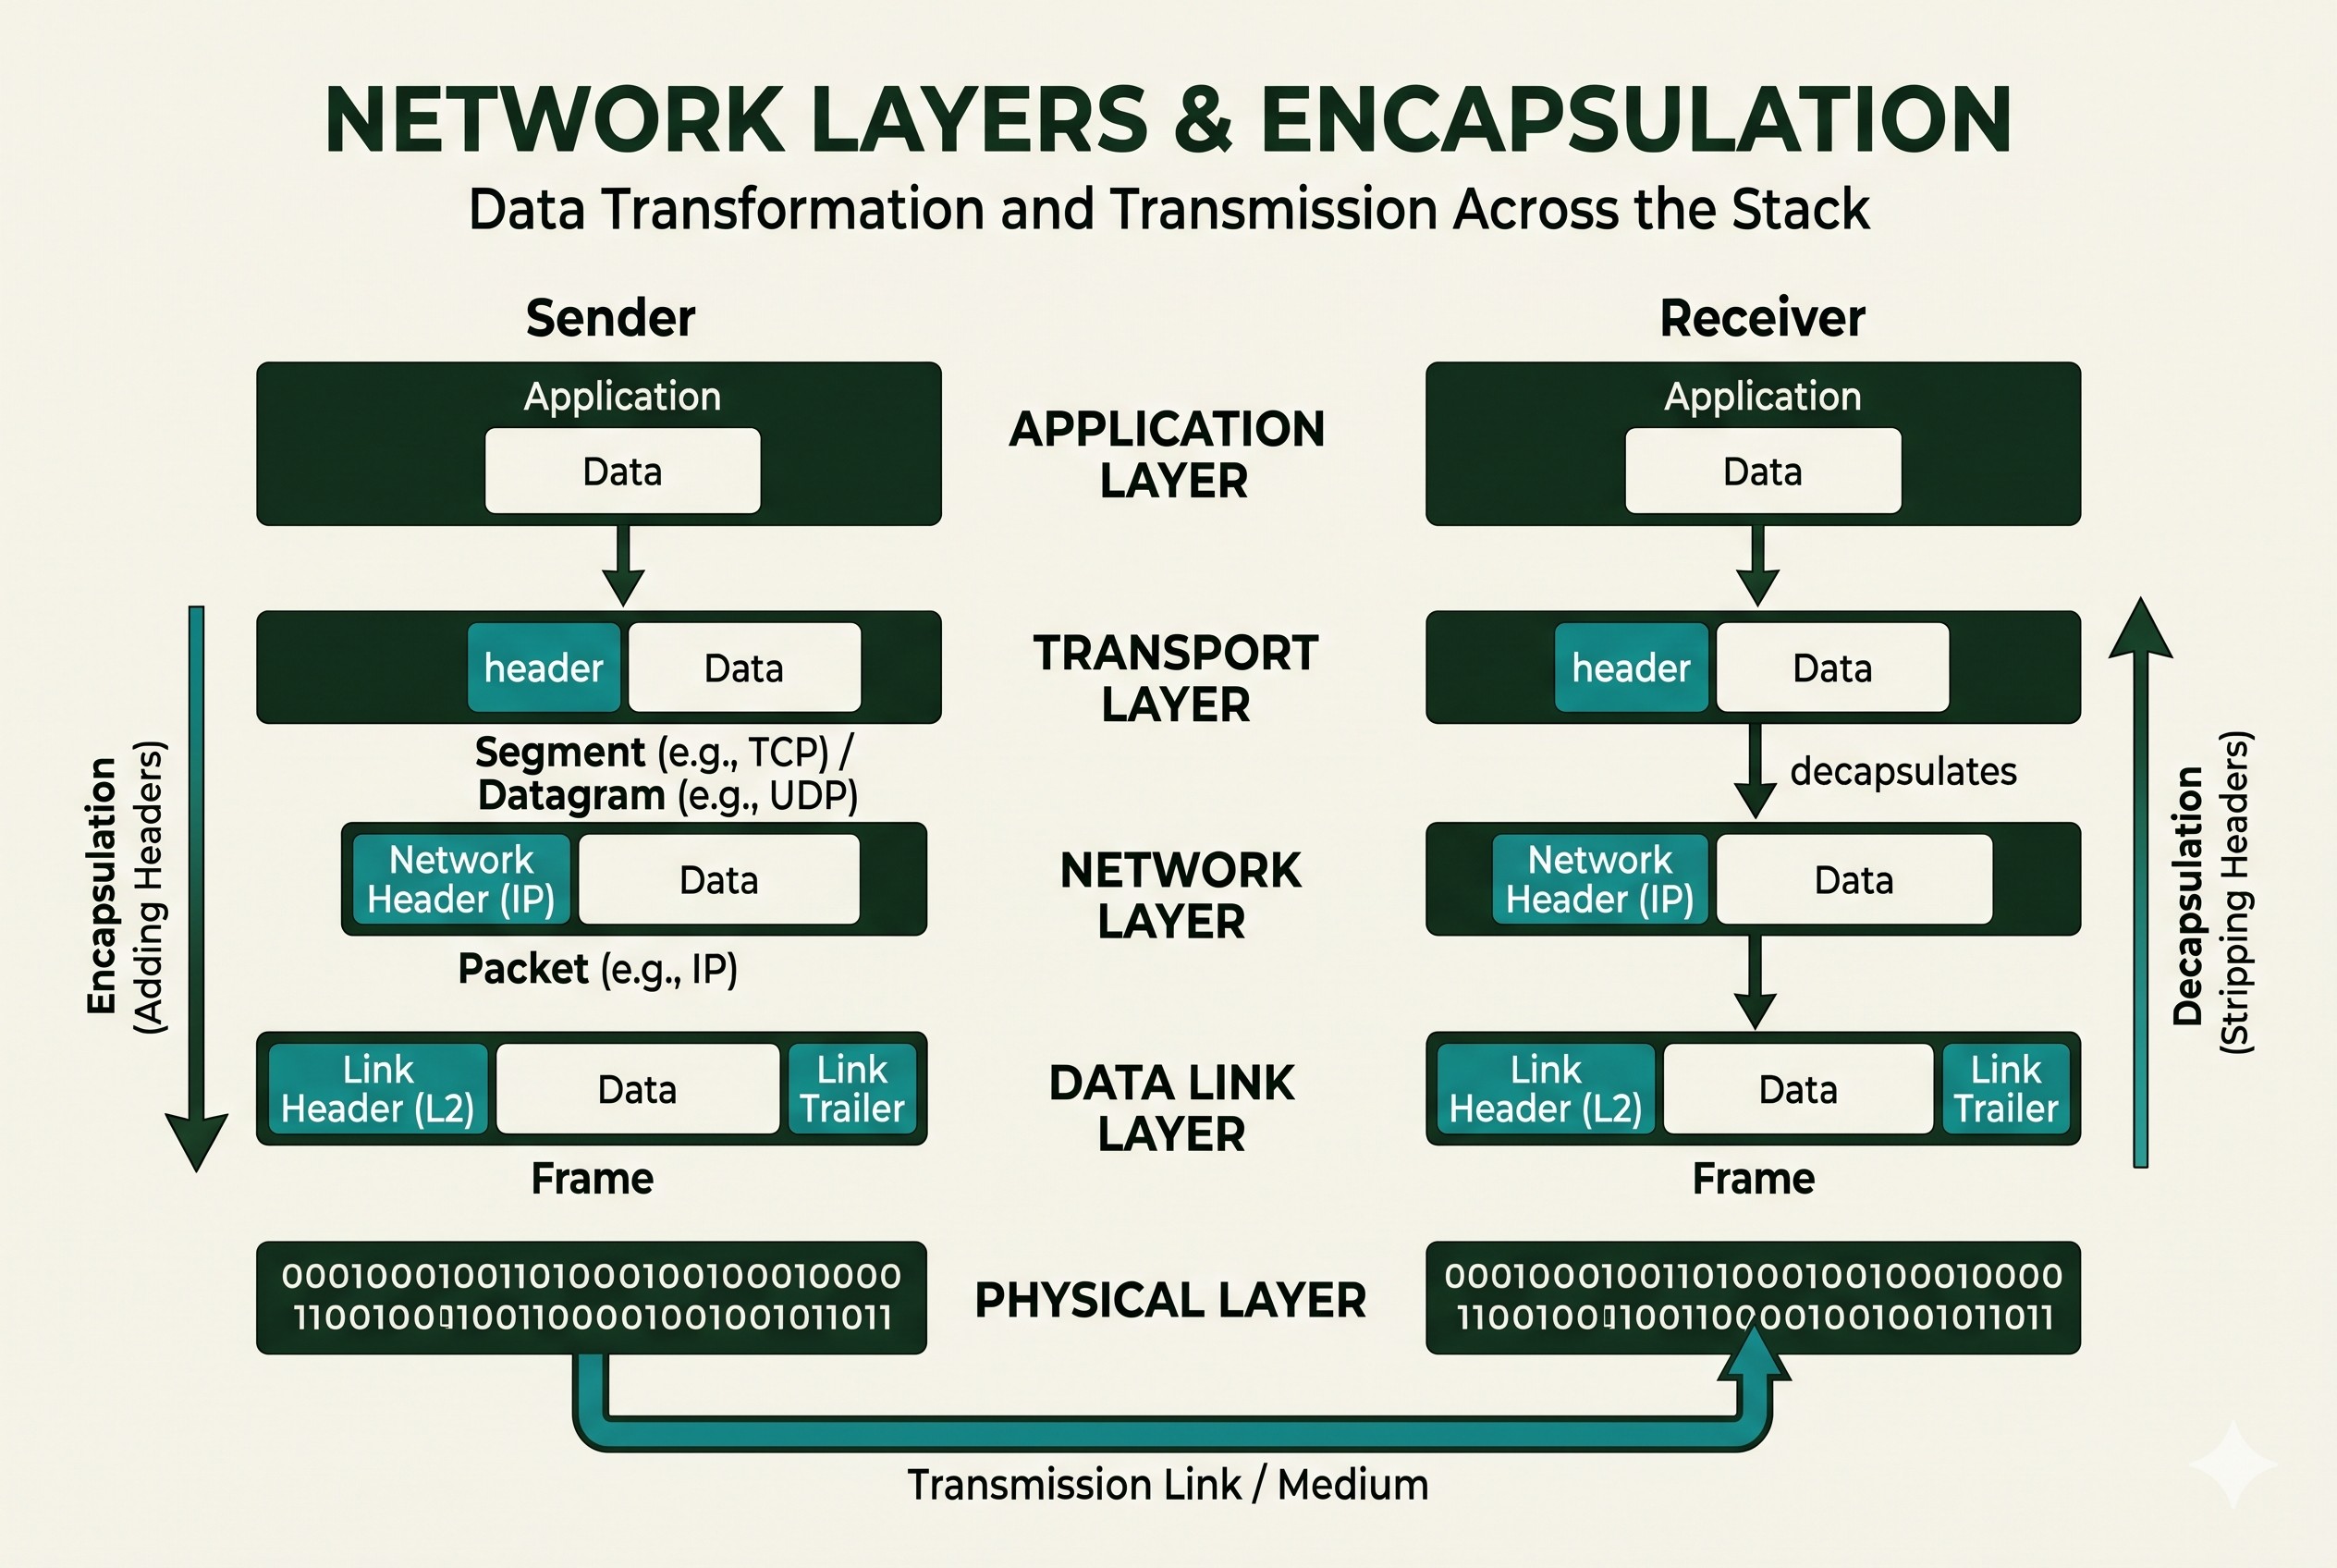 NETWORK LAYERS & ENCAPSULATION
Data Transformation and Transmission Across the Stack
Sender
Receiver
Application
Data
APPLICATION
LAYER
Application
Data
header
Data
TRANSPORT
LAYER
header
Data
Segment (e.g., TCP) /
Datagram (e.g., UDP)
decapsulates
Encapsulation
(Adding Headers)
Network
Header (IP)
Data
NETWORK
LAYER
Network
Header (IP)
Data
Decapsulation
(Stripping Headers)
Packet (e.g., IP)
Link
Header (L2)
Data
Link
Trailer
DATA LINK
LAYER
Link
Header (L2)
Data
Link
Trailer
Frame
Frame
00010001001101000100100010000
PHYSICAL LAYER
00010001001101000100100010000
Transmission Link / Medium